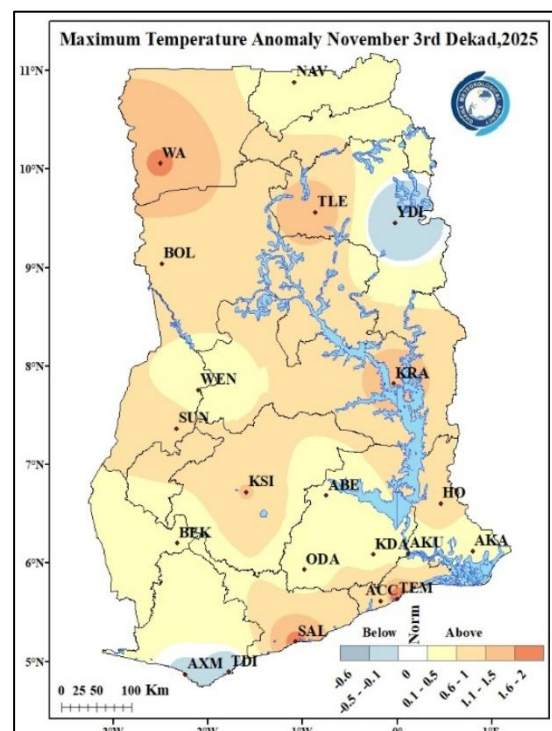 Maximum Temperature Anomaly November 3rd Dekad,2025
11°N
NAV
WA
10°N
TLE
YDI
BOL
9°N
8°N
KRA
WEN
SUN
7°N
KSI
ABE
HO
BEK
6°N
KDA
AKU
AKA
ODA
ACC
TEM
SAL
Norm
Below
Above
5°N
AXM
TDI
0 25 50 100 Km
-0.6
-0.5 - -0.1
0
0.1 - 0.5
0.6 - 1
1.1 - 1.5
1.6 - 2
0°
1°E